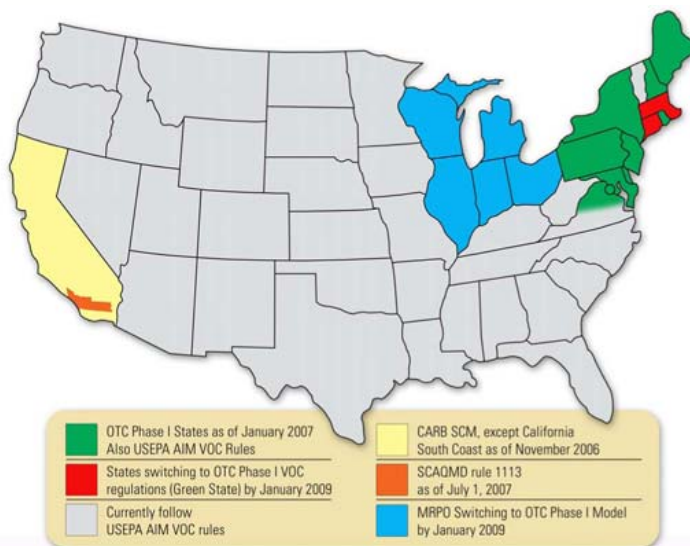 OTC Phase I States as of January 2007
Also USEPA AIM VOC Rules
States switching to OTC Phase I VOC
regulations (Green State) by January 2009
Currently follow
USEPA AIM VOC rules
CARB SCM, except California
South Coast as of November 2006
SCAQMD rule 1113
as of July 1, 2007
MRPO Switching to OTC Phase I Model
by January 2009